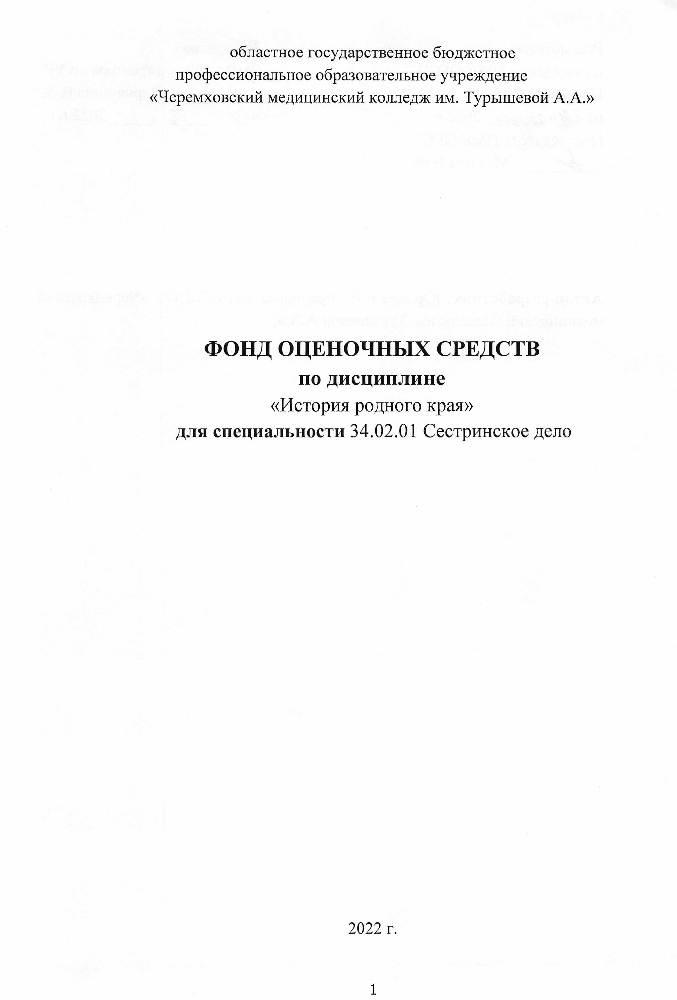 областное государственное бюджетное
профессиональное образовательное учреждение
«Черемховский медицинский колледж им. Турышевой А.А.»
ФОНД ОЦЕНОЧНЫХ СРЕДСТВ
по дисциплине
«История родного края»
для специальности 34.02.01 Сестринское дело
2022 г.
1